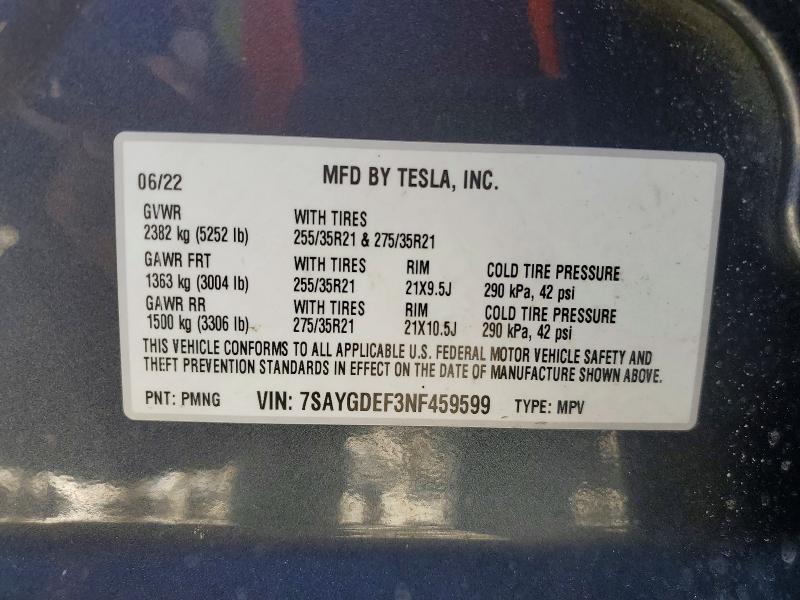 06/22 MFD BY TESLA, INC.
GVWR WITH TIRES
2382 kg (5252 lb) 255/35R21 & 275/35R21
GAWR FRT WITH TIRES RIM COLD TIRE PRESSURE
1363 kg (3004 lb) 255/35R21 21X9.5J 290 kPa, 42 psi
GAWR RR WITH TIRES RIM COLD TIRE PRESSURE
1500 kg (3306 lb) 275/35R21 21X10.5J 290 kPa, 42 psi
THIS VEHICLE CONFORMS TO ALL APPLICABLE U.S. FEDERAL MOTOR VEHICLE SAFETY AND
THEFT PREVENTION STANDARDS IN EFFECT ON THE DATE OF MANUFACTURE SHOWN ABOVE.
PNT: PMNG VIN: 7SAYGDEF3NF459599 TYPE: MPV